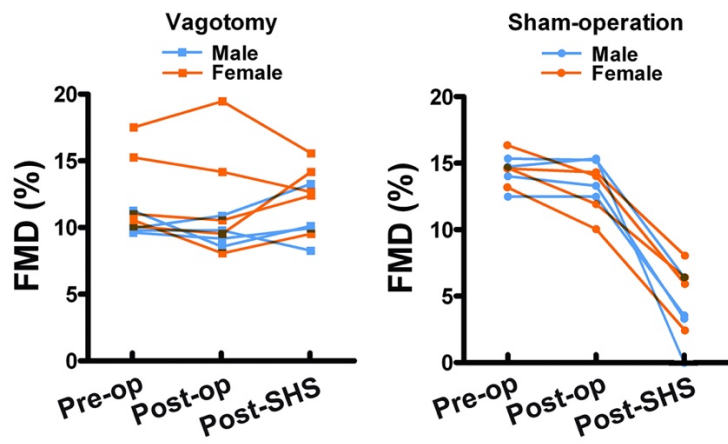 Vagotomy
Male
Female
FMD (%)
20
15
10
5
0
Pre-op
Post-op
Post-SHS
Sham-operation
Male
Female
FMD (%)
20
15
10
5
0
Pre-op
Post-op
Post-SHS